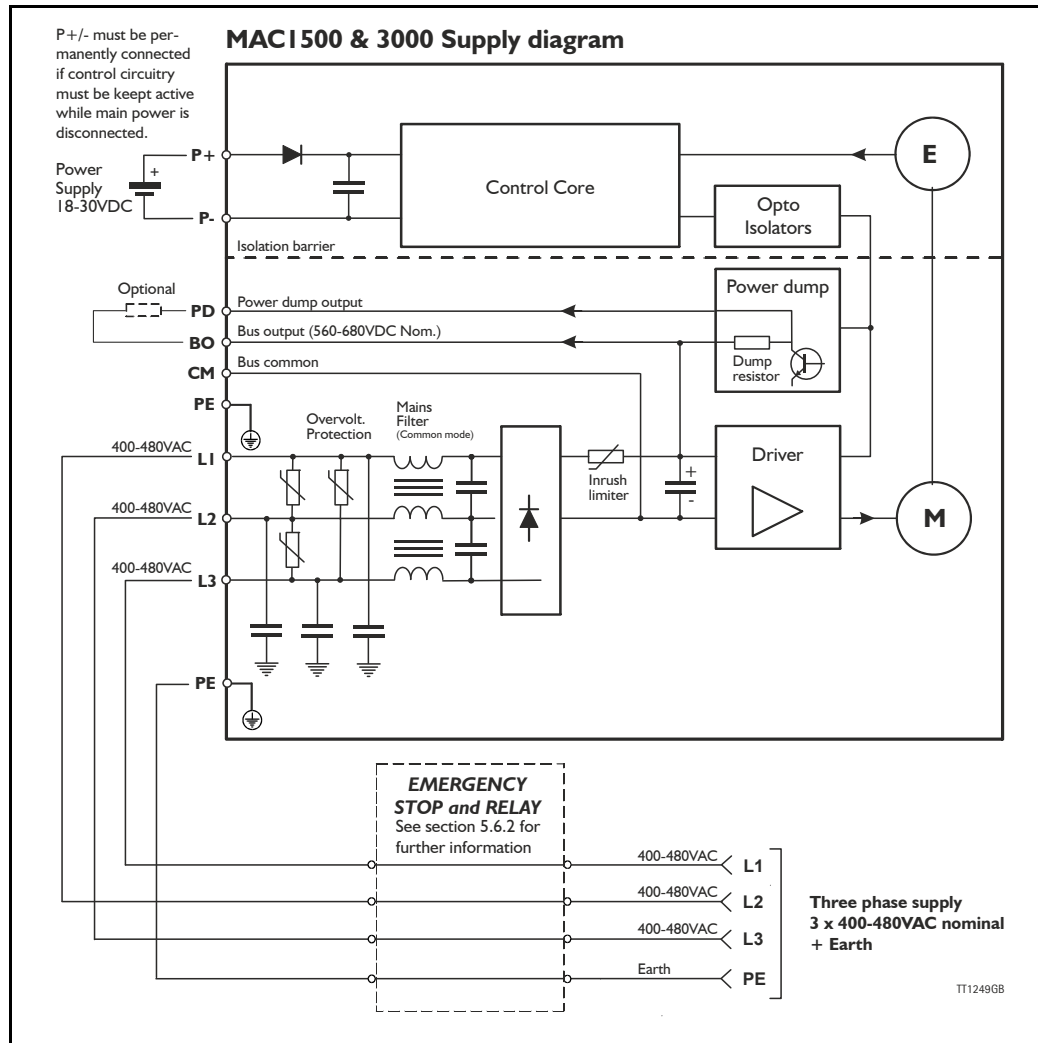 P+/- must be per-
manently connected
if control circuitry
must be keept active
while main power is
disconnected.
MAC1500 & 3000 Supply diagram
P+
Power
Supply
18-30VDC
+
P-
Control Core
E
Opto
Isolators
Isolation barrier
Optional
PD
Power dump output
Power dump
BO
Bus output (560-680VDC Nom.)
Dump
resistor
CM
Bus common
PE
Overvolt.
Protection
Mains
Filter
(Common mode)
400-480VAC
L1
Inrush
limiter
+
-
Driver
400-480VAC
L2
M
400-480VAC
L3
PE
EMERGENCY
STOP and RELAY
See section 5.6.2 for
further information
400-480VAC
L1
400-480VAC
L2
400-480VAC
L3
Earth
PE
Three phase supply
3 x 400-480VAC nominal
+ Earth
TT1249GB